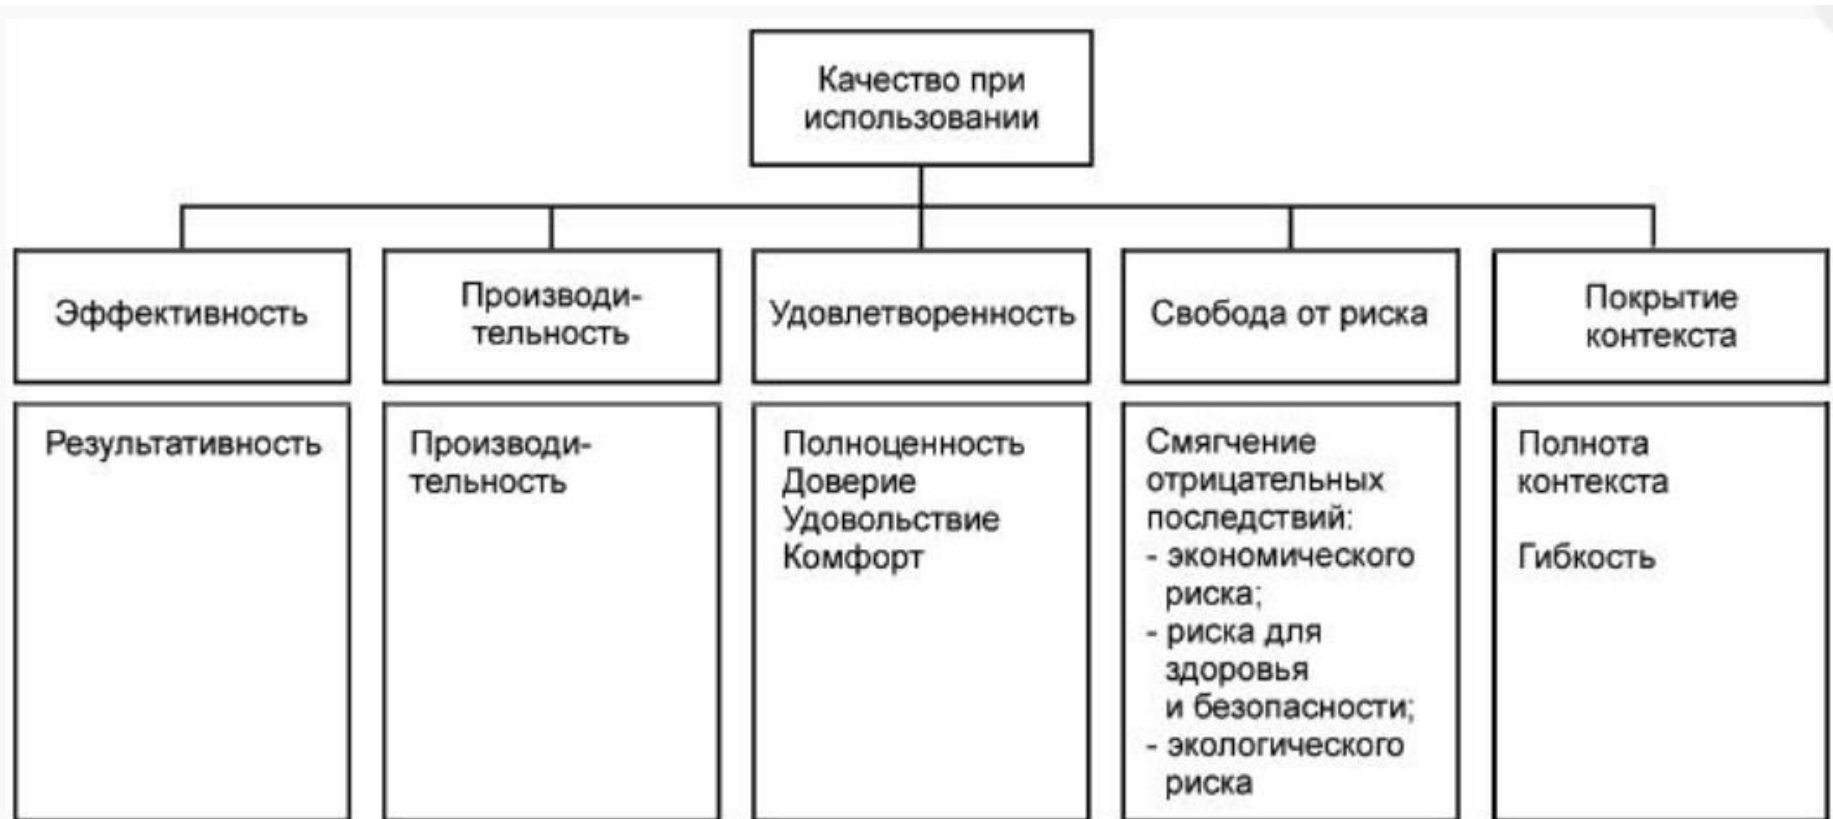 Качество при
использовании
Эффективность
Производи-
тельность
Удовлетворенность
Свобода от риска
Покрытие
контекста
Результативность
Производи-
тельность
Полноценность
Доверие
Удовольствие
Комфорт
Смягчение
отрицательных
последствий:
- экономического
риска;
- риска для
здоровья
и безопасности;
- экологического
риска
Полнота
контекста
Гибкость